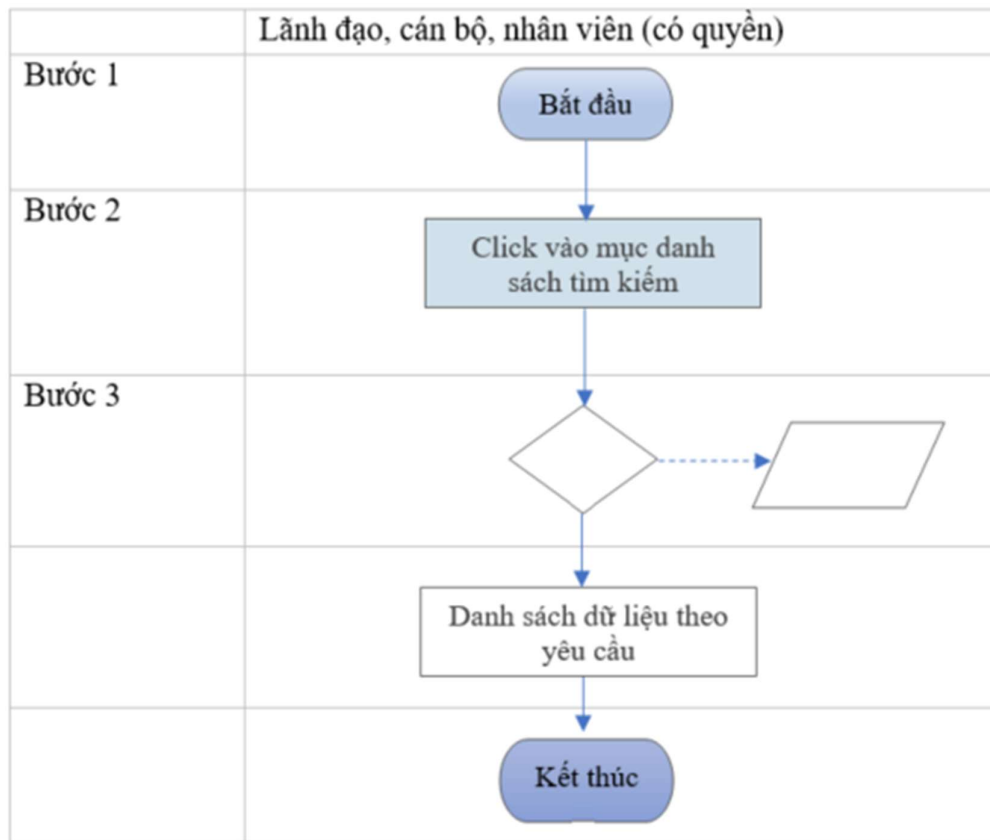 Lãnh đạo, cán bộ, nhân viên (có quyền)
Bước 1
Bắt đầu
Bước 2
Click vào mục danh
sách tìm kiếm
Bước 3
Danh sách dữ liệu theo
yêu cầu
Kết thúc